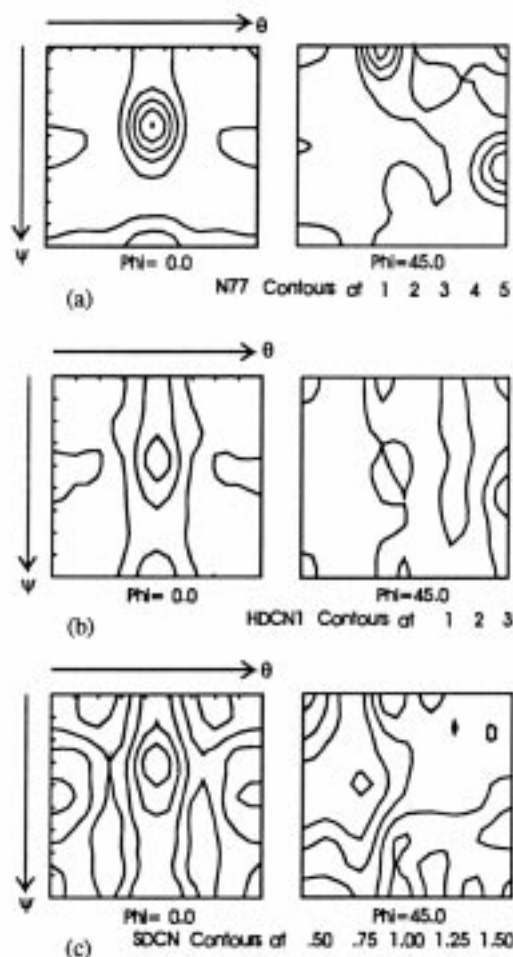 θ
ψ
Phi= 0.0 Phi=45.0
(a) N77 Contours at 1 2 3 4 5
θ
ψ
Phi= 0.0 Phi=45.0
(b) HDCN1 Contours at 1 2 3
θ
ψ
Phi= 0.0 Phi=45.0
(c) SDCN Contours at .50 .75 1.00 1.25 1.50